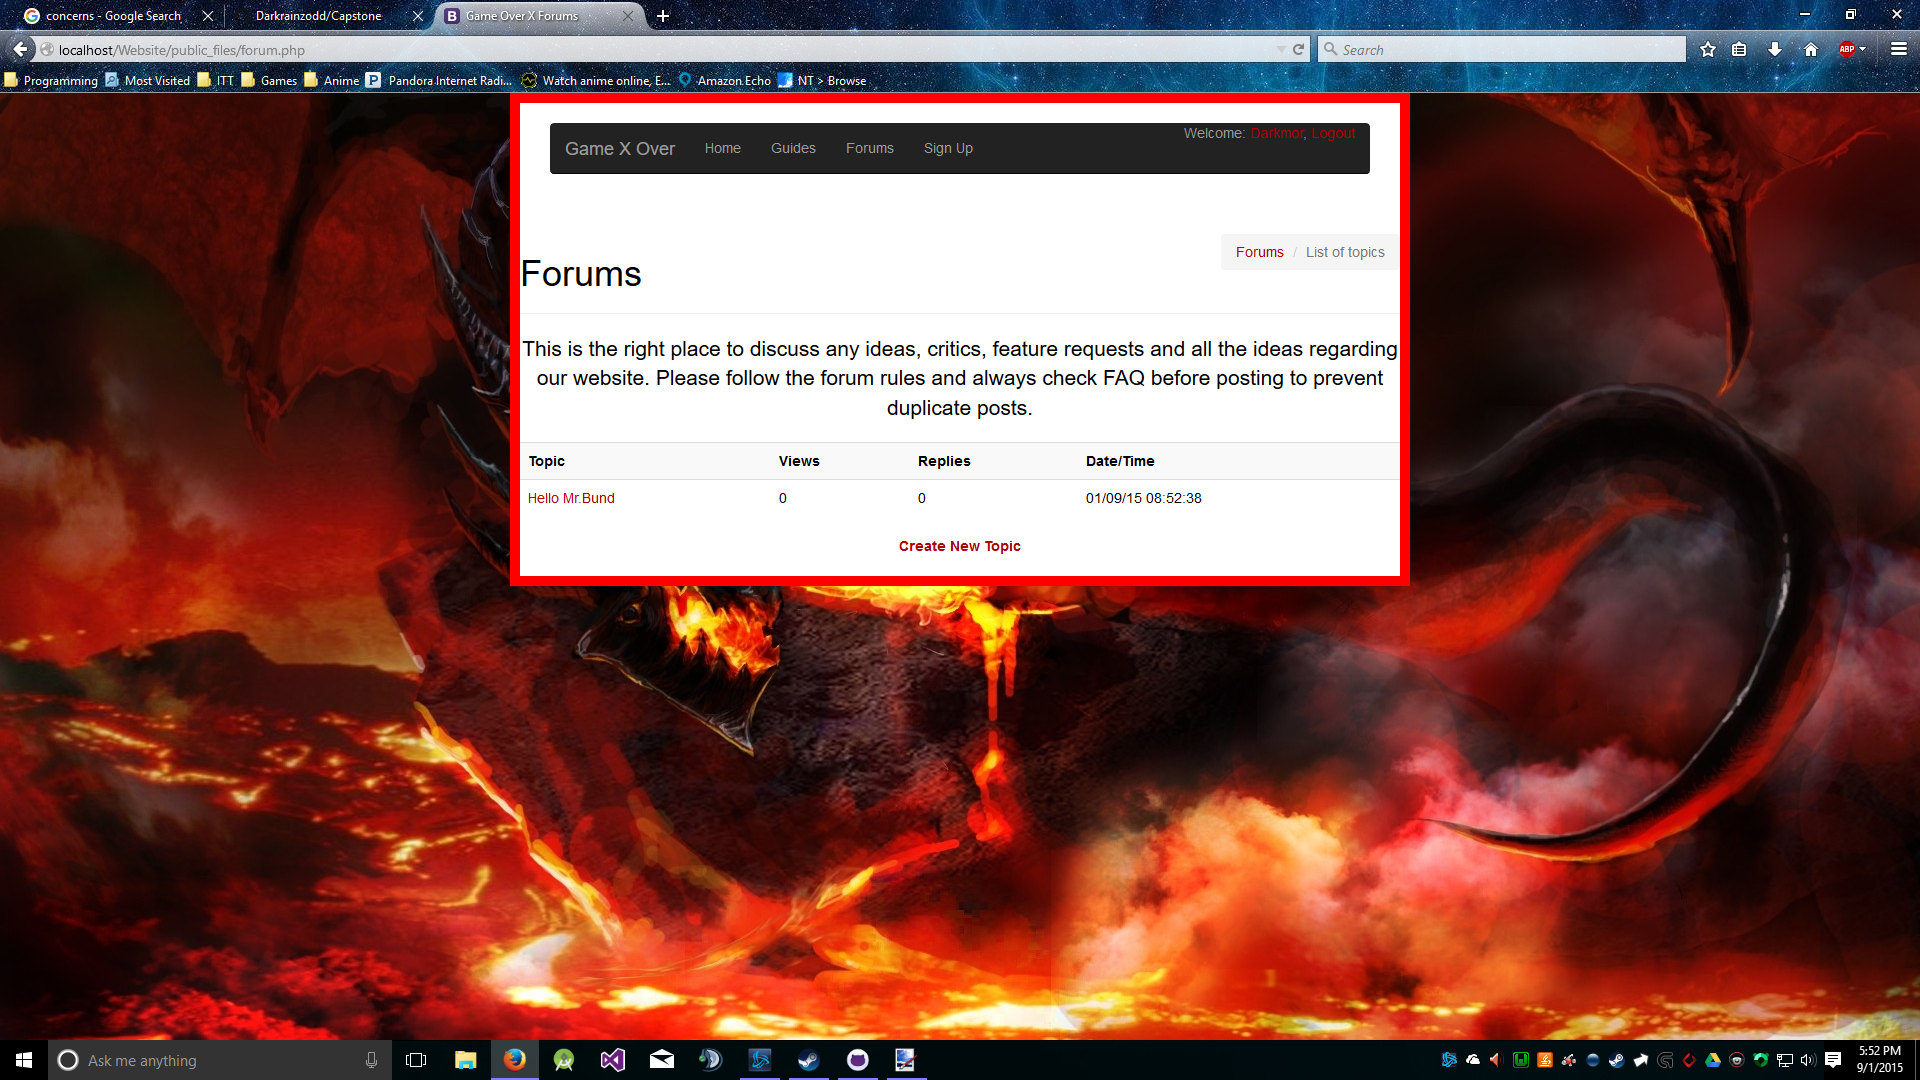 concerns - Google Search
Darkrainzodd/Capstone
Game Over X Forums
localhost/Website/public_files/forum.php
Search
ABP
Programming
Most Visited
ITT
Games
Anime
Pandora Internet Radi...
Watch anime online, E...
Amazon Echo
NT > Browse
Game X Over
Home
Guides
Forums
Sign Up
Welcome: Darkmor, Logout
Forums / List of topics
Forums
This is the right place to discuss any ideas, critics, feature requests and all the ideas regarding
our website. Please follow the forum rules and always check FAQ before posting to prevent
duplicate posts.
Topic Views Replies Date/Time
Hello Mr.Bund 0 0 01/09/15 08:52:38
Create New Topic
Ask me anything
5:52 PM
9/1/2015